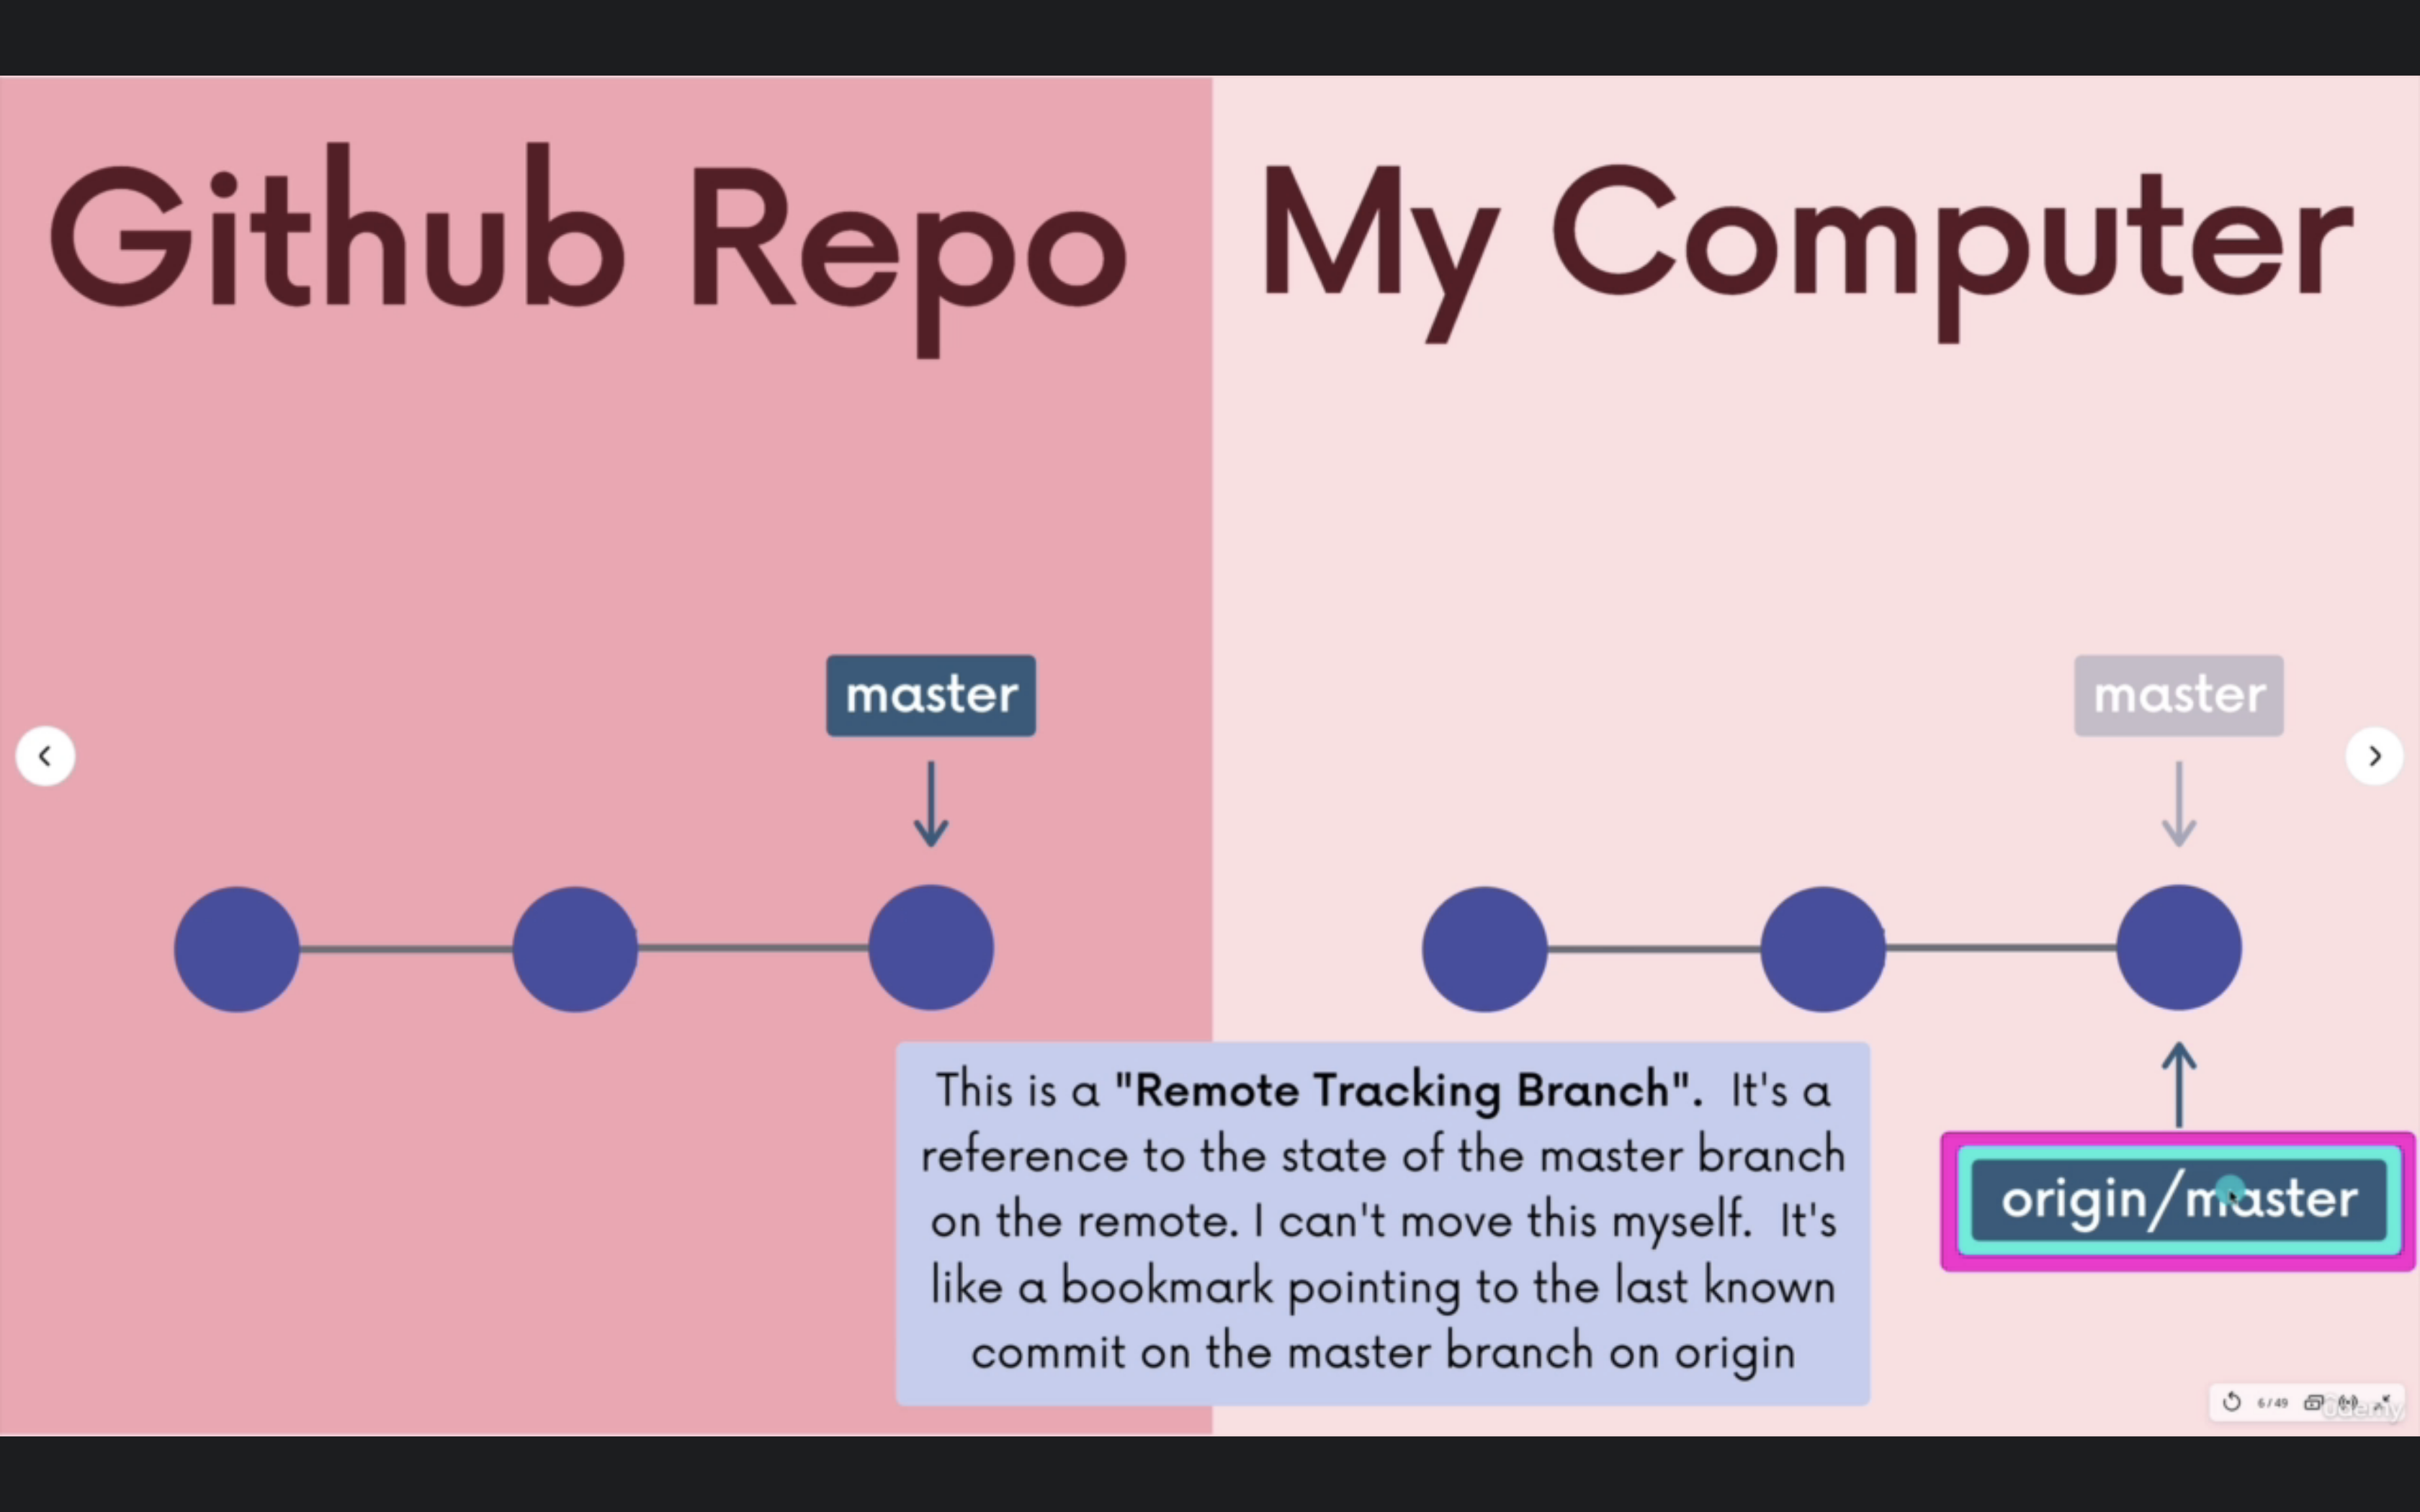 Github Repo
My Computer
master
master
This is a "Remote Tracking Branch". It's a
reference to the state of the master branch
on the remote. I can't move this myself. It's
like a bookmark pointing to the last known
commit on the master branch on origin
origin/master
6/49
Udemy